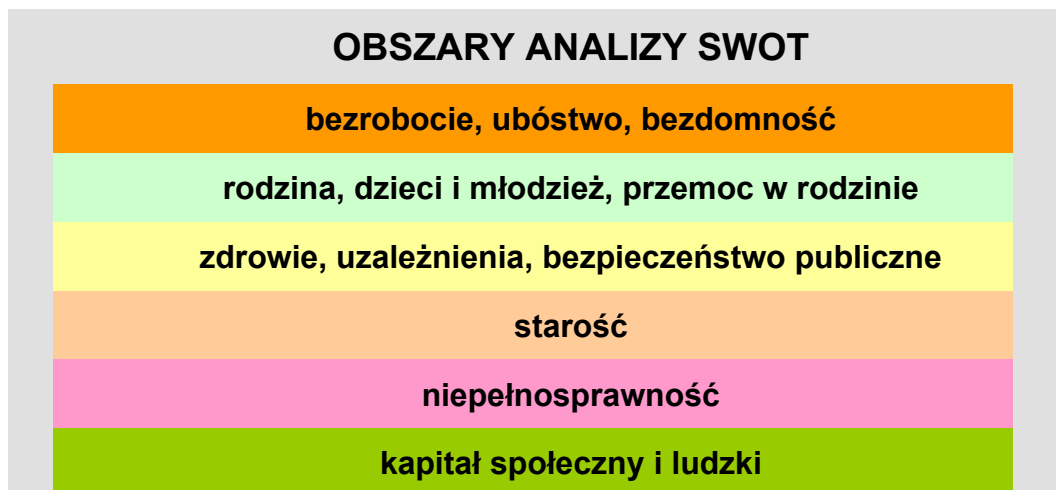 OBSZARY ANALIZY SWOT
bezrobocie, ubóstwo, bezdomność
rodzina, dzieci i młodzież, przemoc w rodzinie
zdrowie, uzależnienia, bezpieczeństwo publiczne
starość
niepełnosprawność
kapitał społeczny i ludzki